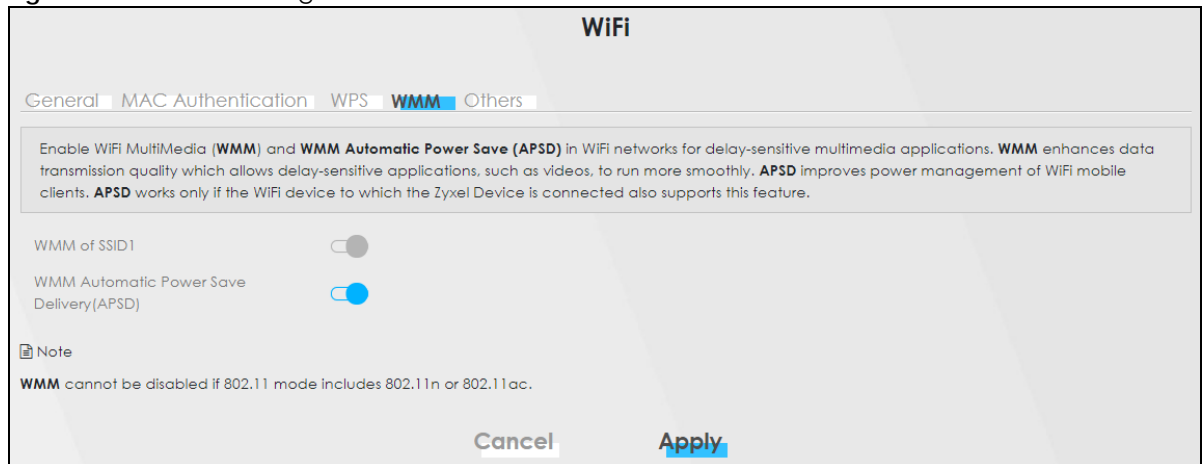 WiFi
General MAC Authentication WPS WMM Others
Enable WiFi MultiMedia (WMM) and WMM Automatic Power Save (APSD) in WiFi networks for delay-sensitive multimedia applications. WMM enhances data
transmission quality which allows delay-sensitive applications, such as videos, to run more smoothly. APSD improves power management of WiFi mobile
clients. APSD works only if the WiFi device to which the Zyxel Device is connected also supports this feature.
WMM of SSID1
WMM Automatic Power Save
Delivery(APSD)
Note
WMM cannot be disabled if 802.11 mode includes 802.11n or 802.11ac.
Cancel Apply